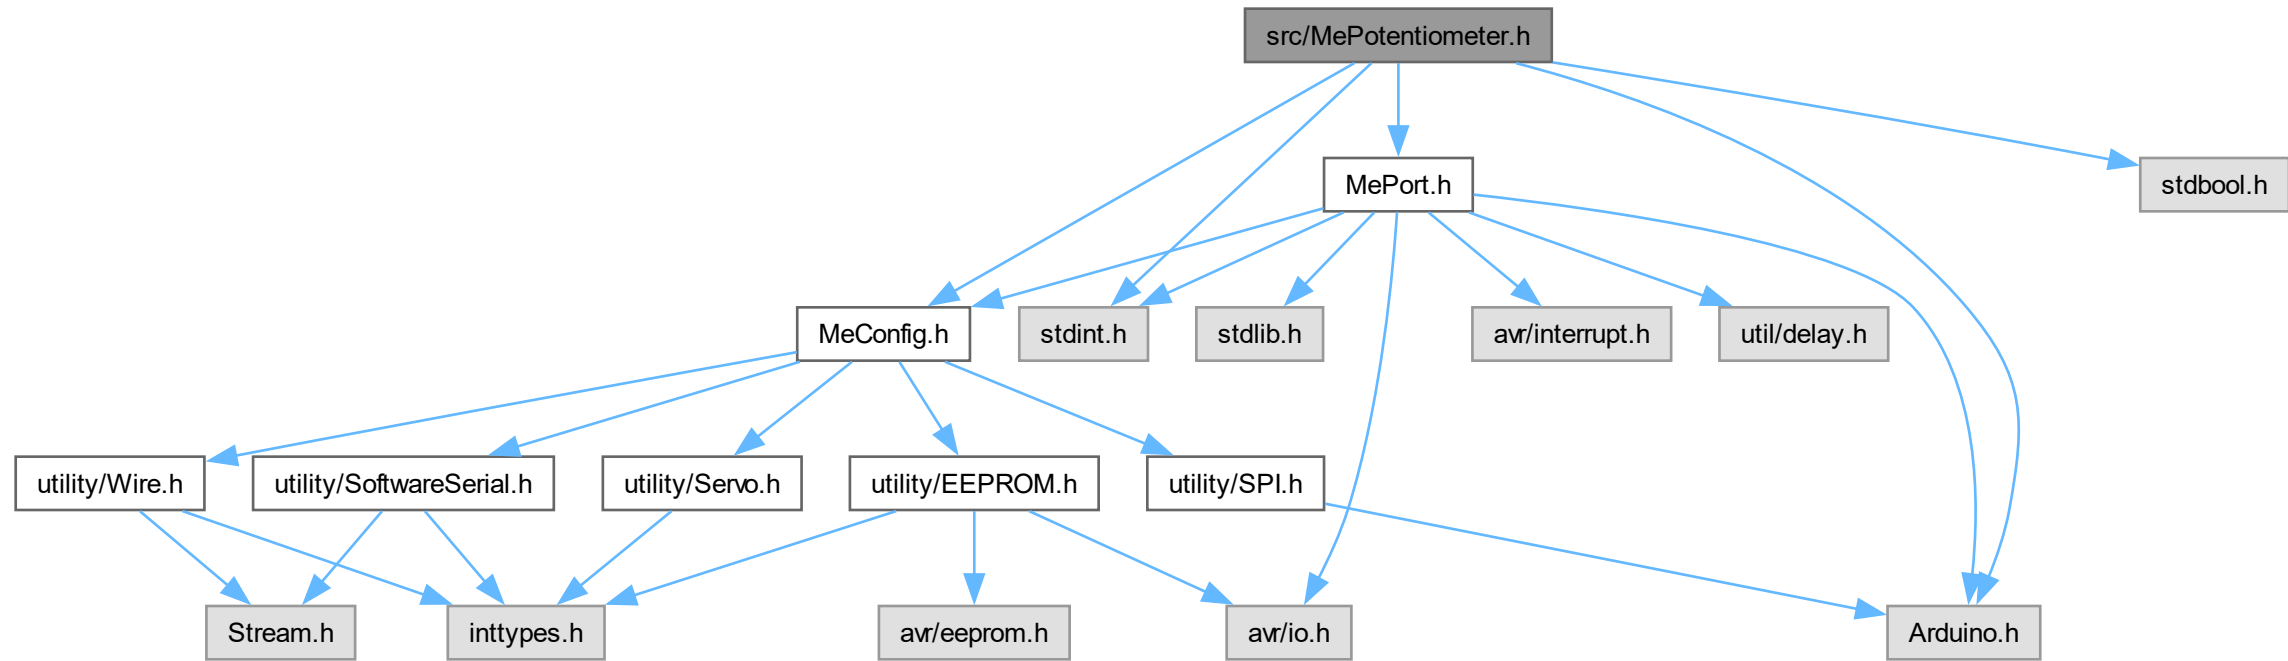 src/MePotentiometer.h
MePort.h
stdbool.h
MeConfig.h
stdint.h
stdlib.h
avr/interrupt.h
util/delay.h
utility/Wire.h
utility/SoftwareSerial.h
utility/Servo.h
utility/EEPROM.h
utility/SPI.h
Stream.h
inttypes.h
avr/eeprom.h
avr/io.h
Arduino.h